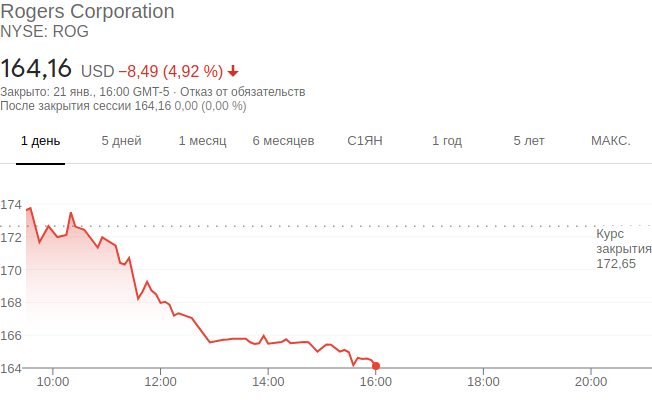 Rogers Corporation
NYSE: ROG
164,16 USD −8,49 (4,92 %)
Закрыто: 21 янв., 16:00 GMT-5 · Отказ от обязательств
После закрытия сессии 164,16 0,00 (0,00 %)
1 день 5 дней 1 месяц 6 месяцев С1ЯН 1 год 5 лет МАКС.
174
172
170
168
166
164
Курс
закрытия
172,65
10:00 12:00 14:00 16:00 18:00 20:00